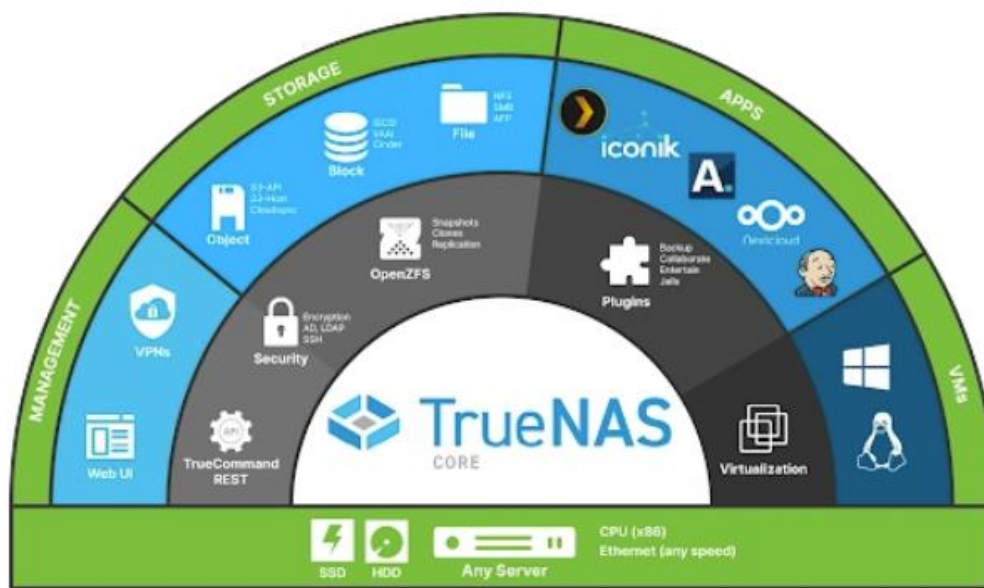 MANAGEMENT
STORAGE
APPS
VMs
VPNs
Web UI
Object
S3-API
S3-Host
Cloudsync
Block
iSCSI
VAAI
Cinder
File
NFS
SMB
AFP
iconik
A
Nextcloud
OpenZFS
Snapshots
Clones
Replication
Security
Encryption
AD, LDAP
SSH
API
TrueCommand
REST
Plugins
Backup
Collaborate
Entertain
Jails
Virtualization
TrueNAS
CORE
SSD
HDD
Any Server
CPU (x86)
Ethernet (any speed)